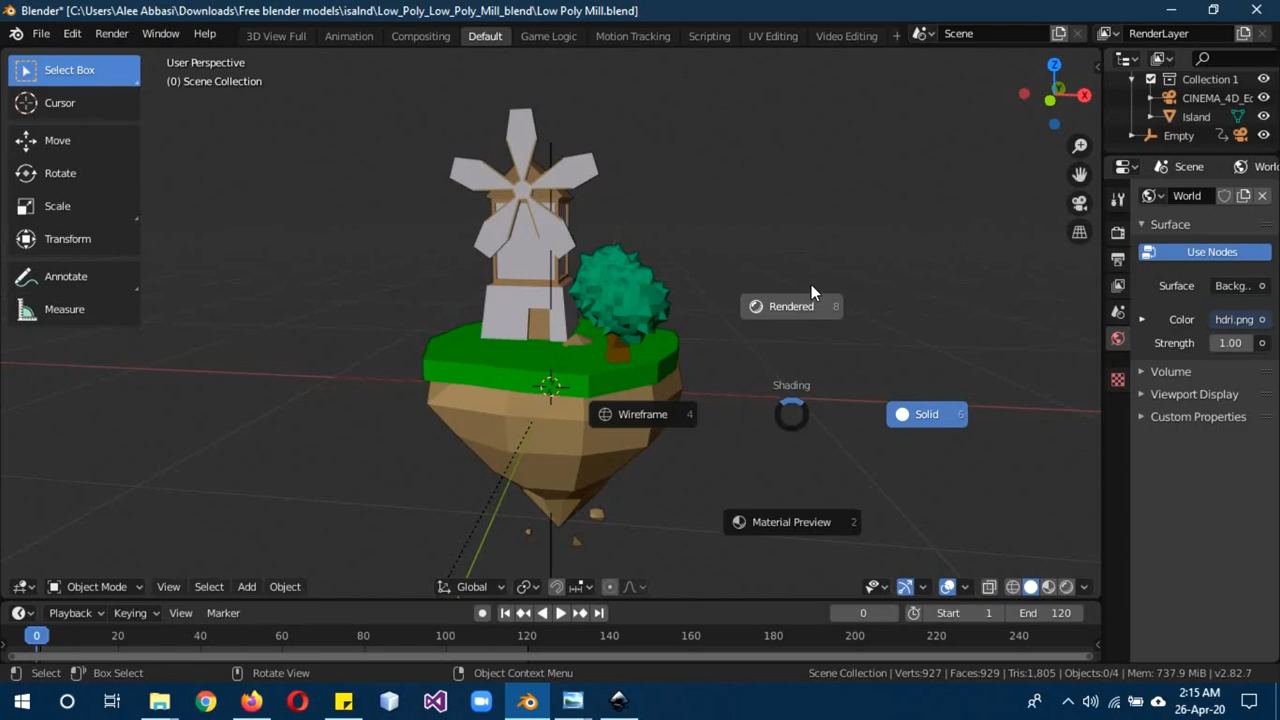 Blender* [C:\Users\Alee Abbasi\Downloads\Free blender models\isalnd\Low_Poly_Low_Poly_Mill_blend\Low Poly Mill.blend]
File Edit Render Window Help 3D View Full Animation Compositing Default Game Logic Motion Tracking Scripting UV Editing Video Editing + Scene RenderLayer
Select Box
Cursor
Move
Rotate
Scale
Transform
Annotate
Measure
User Perspective
(0) Scene Collection
Z
X
Y
Rendered 8
Shading
Wireframe 4
Solid 6
Material Preview 2
Collection 1
CINEMA_4D_Ec
Island
Empty
Scene World
World
Surface
Use Nodes
Surface Backg..
Color hdri.png
Strength 1.00
Volume
Viewport Display
Custom Properties
Object Mode View Select Add Object Global
Playback Keying View Marker 0 Start 1 End 120
0 20 40 60 80 100 120 140 160 180 200 220 240
Select Box Select Rotate View Object Context Menu Scene Collection | Verts:927 | Faces:929 | Tris:1,805 | Objects:0/4 | Mem: 737.9 MiB | v2.82.7
2:15 AM
26-Apr-20